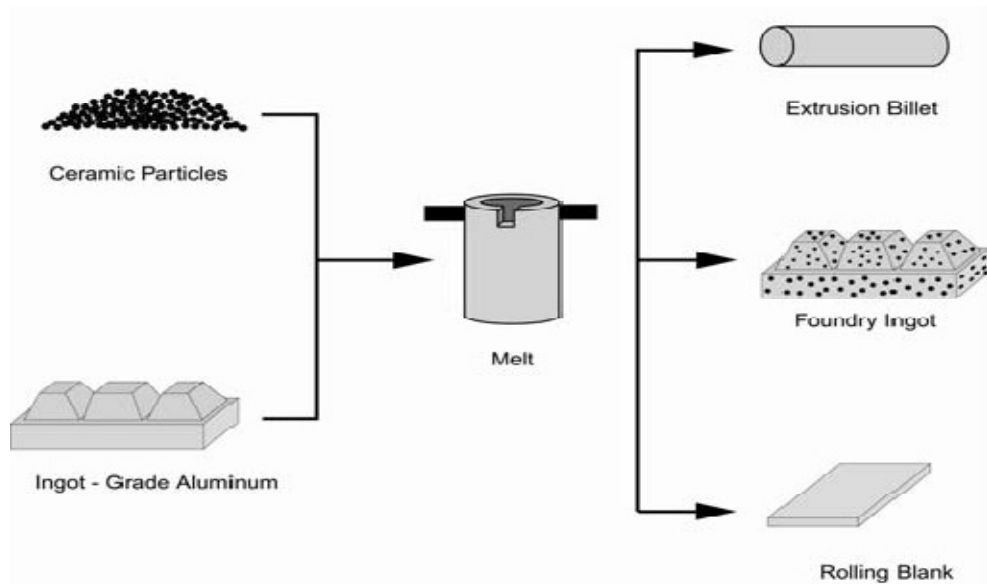 Ceramic Particles
Ingot - Grade Aluminum
Melt
Extrusion Billet
Foundry Ingot
Rolling Blank